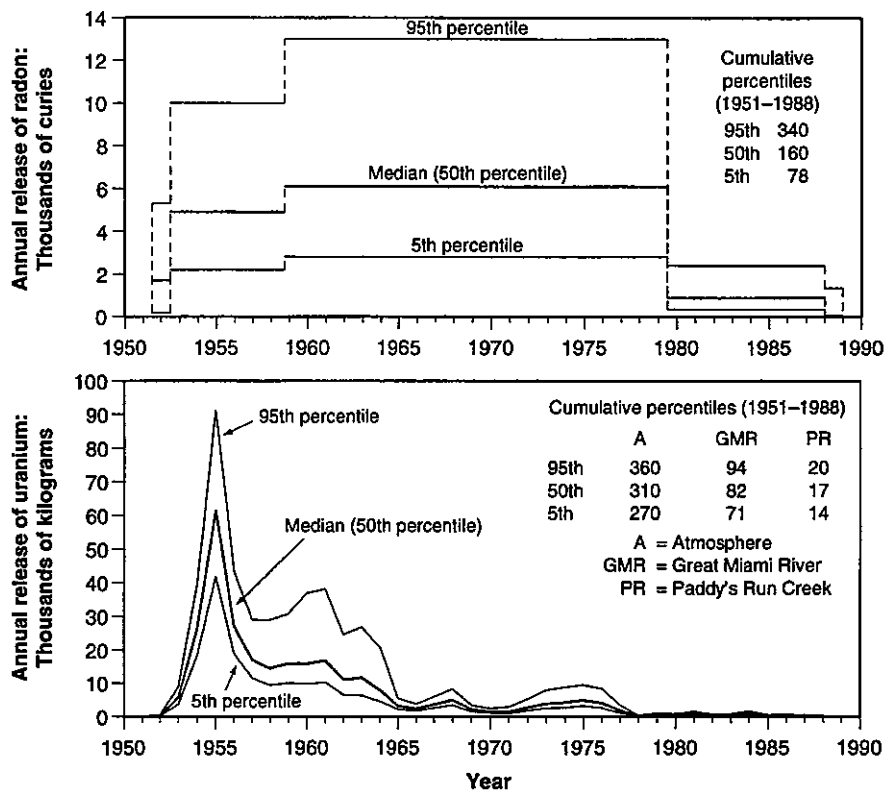 Annual release of radon:
Thousands of curies
14
12
10
8
6
4
2
0
95th percentile
Median (50th percentile)
5th percentile
Cumulative
percentiles
(1951–1988)
95th 340
50th 160
5th 78
1950 1955 1960 1965 1970 1975 1980 1985 1990
Annual release of uranium:
Thousands of kilograms
100
90
80
70
60
50
40
30
20
10
0
95th percentile
Median (50th percentile)
5th percentile
Cumulative percentiles (1951–1988)
A GMR PR
95th 360 94 20
50th 310 82 17
5th 270 71 14
A = Atmosphere
GMR = Great Miami River
PR = Paddy's Run Creek
1950 1955 1960 1965 1970 1975 1980 1985 1990
Year